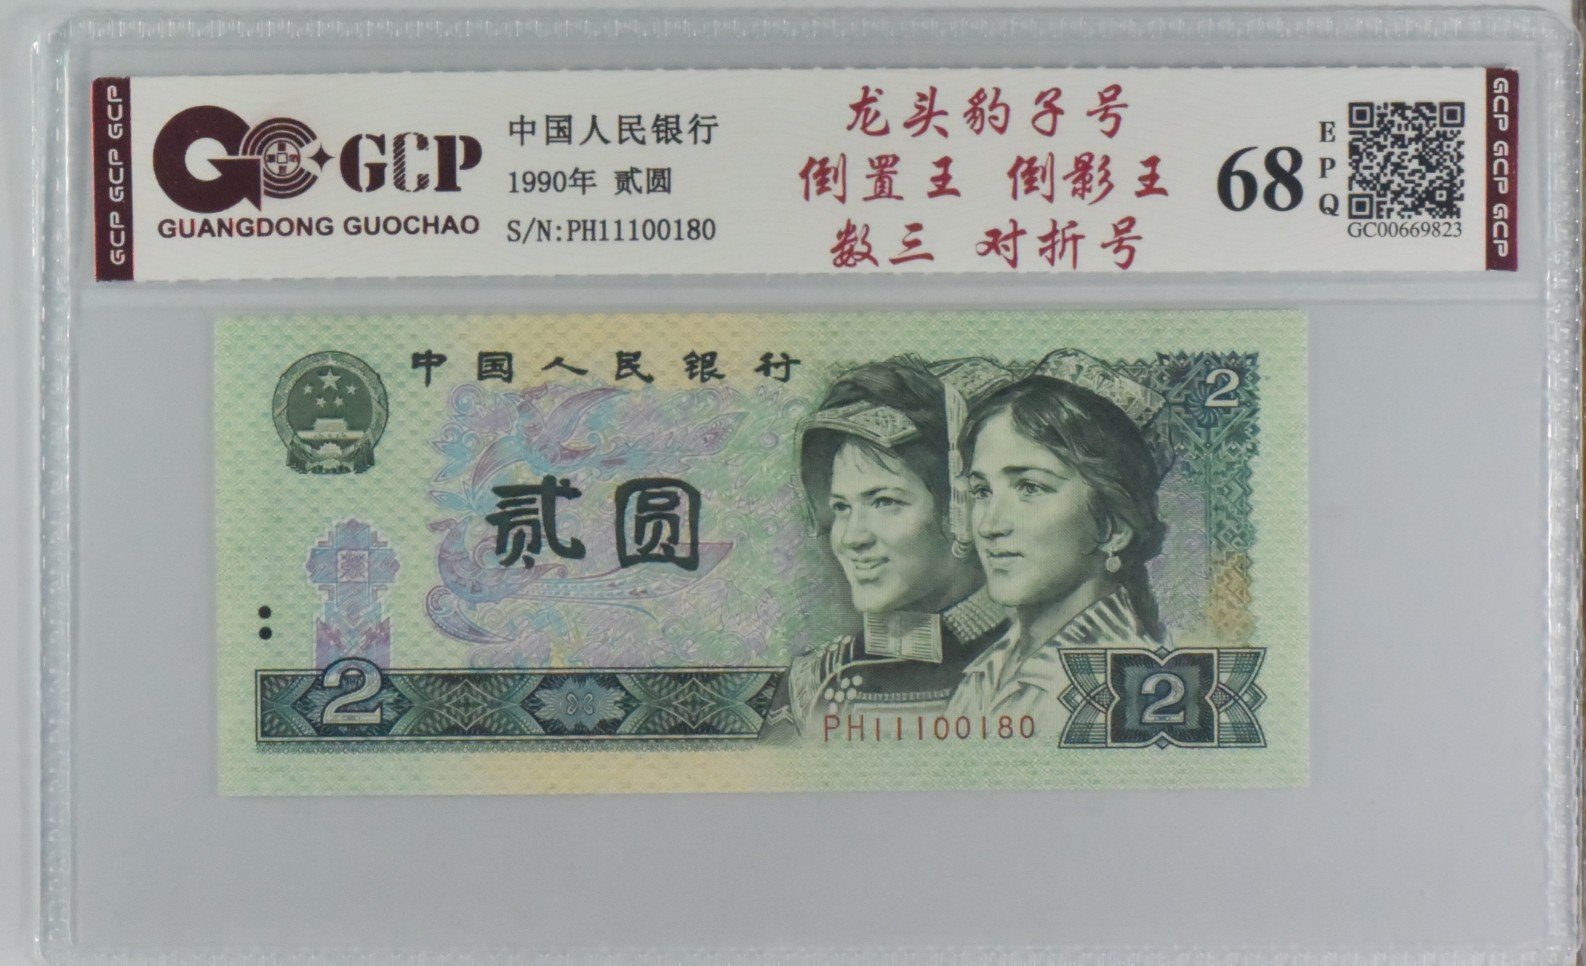 GCP GCP GCP
GCP
GUANGDONG GUOCHAO
中国人民银行
1990年 贰圆
S/N:PH11100180
龙头豹子号
倒置王 倒影王
数三 对折号
68
EPQ
GC00669823
GCP GCP GCP
中国人民银行
2
贰圆
2
PH11100180
2